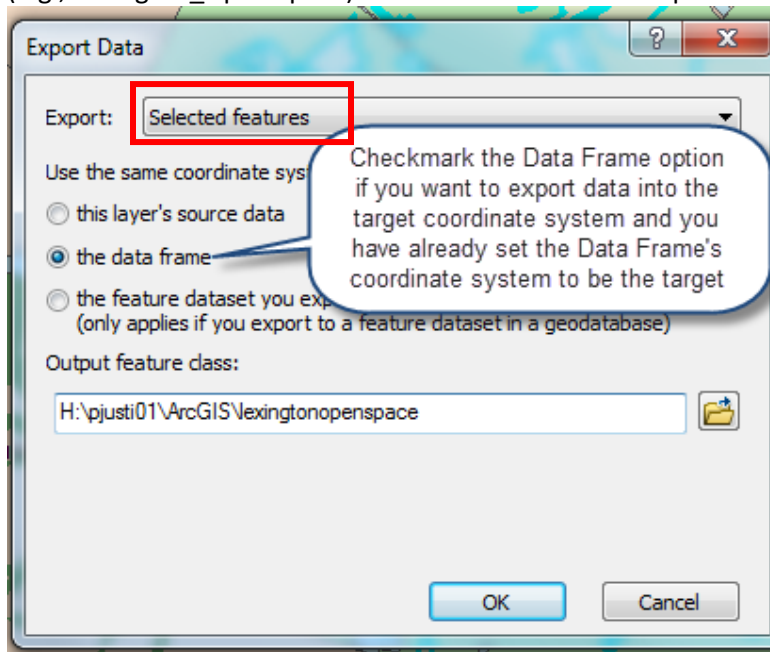 Export Data
Export: Selected features
Use the same coordinate sys
this layer's source data
the data frame
the feature dataset you exp
(only applies if you export to a feature dataset in a geodatabase)
Checkmark the Data Frame option
if you want to export data into the
target coordinate system and you
have already set the Data Frame's
coordinate system to be the target
Output feature class:
H:\pjusti01\ArcGIS\lexingtonopenspace
OK Cancel